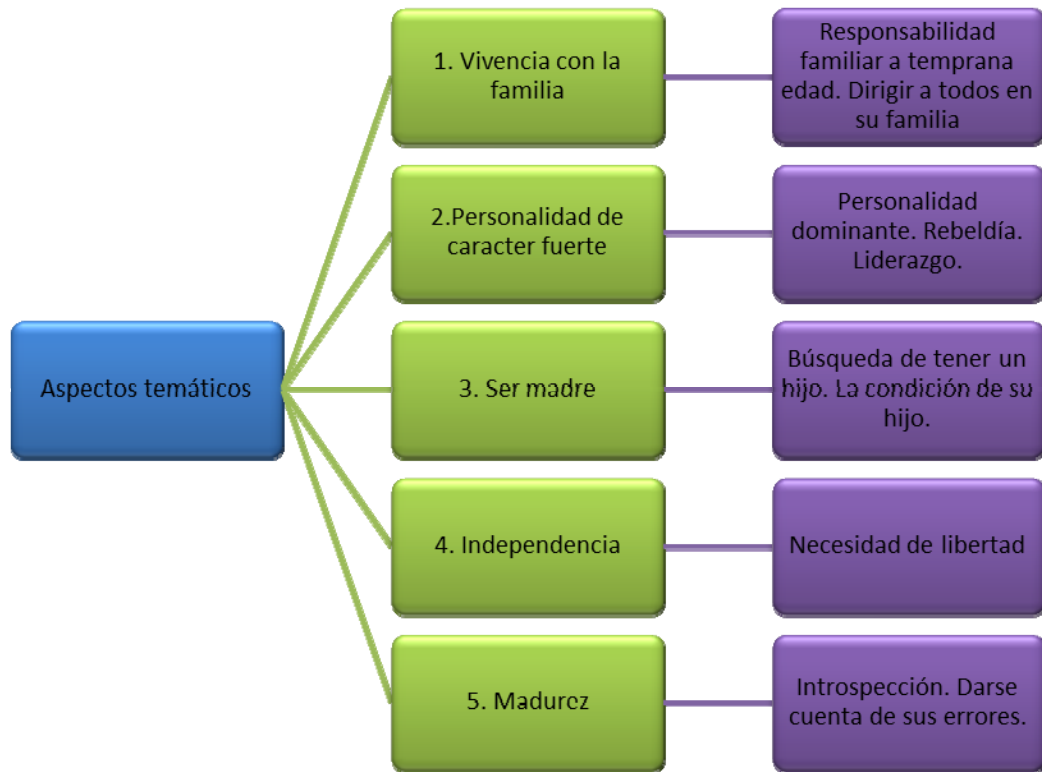 Aspectos temáticos
1. Vivencia con la
familia
Responsabilidad
familiar a temprana
edad. Dirigir a todos en
su familia
2.Personalidad de
caracter fuerte
Personalidad
dominante. Rebeldía.
Liderazgo.
3. Ser madre
Búsqueda de tener un
hijo. La condición de su
hijo.
4. Independencia
Necesidad de libertad
5. Madurez
Introspección. Darse
cuenta de sus errores.